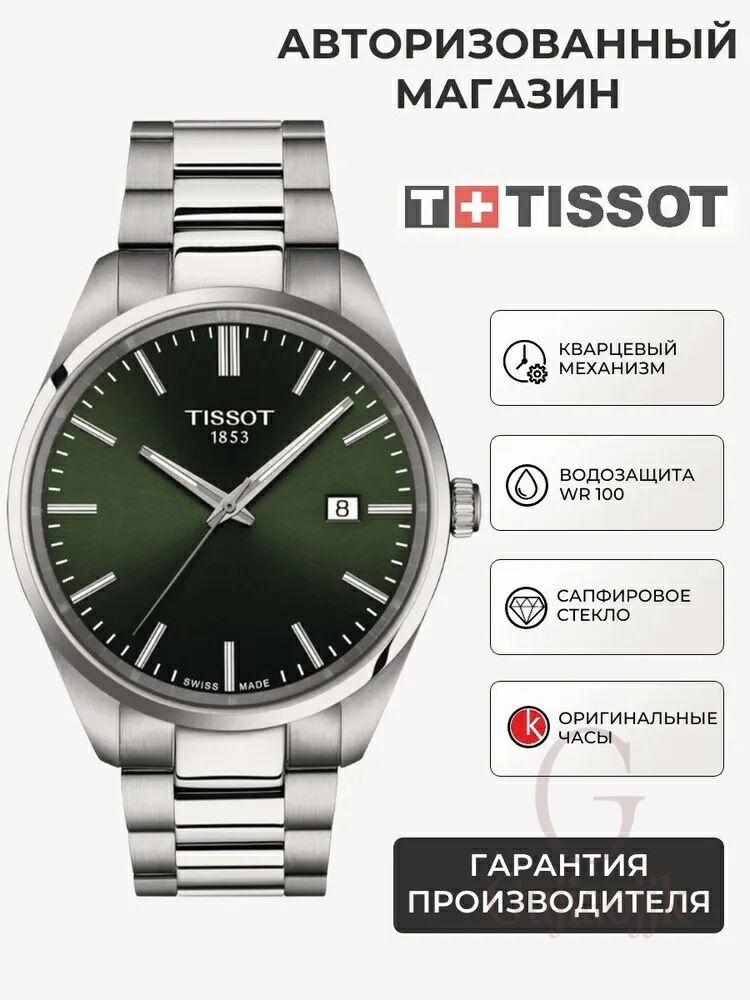 АВТОРИЗОВАННЫЙ
МАГАЗИН
T+ TISSOT
КВАРЦЕВЫЙ
МЕХАНИЗМ
ВОДОЗАЩИТА
WR 100
САПФИРОВОЕ
СТЕКЛО
k
ОРИГИНАЛЬНЫЕ
ЧАСЫ
ГАРАНТИЯ
ПРОИЗВОДИТЕЛЯ
TISSOT
1853
8
SWISS MADE
G